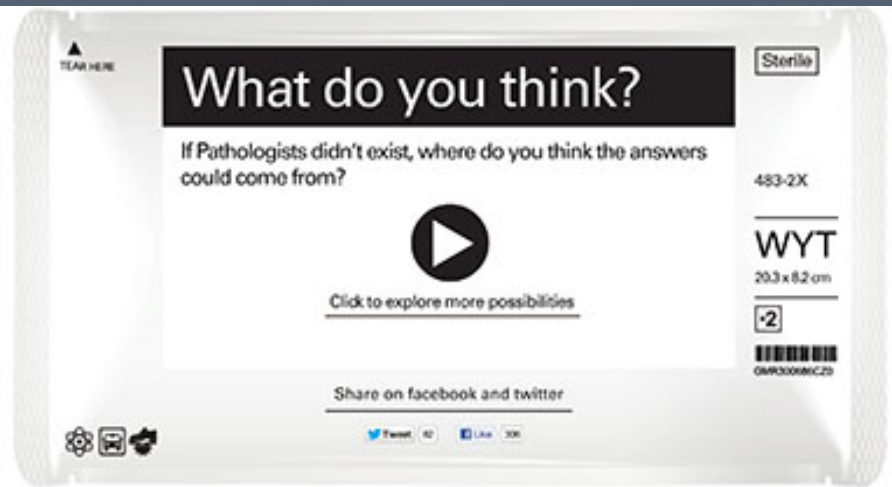 TEAR HERE
What do you think?
If Pathologists didn't exist, where do you think the answers
could come from?
Click to explore more possibilities
Share on facebook and twitter
Tweet 62
Like 306
Sterile
483-2X
WYT
20.3 x 8.2 cm
·2